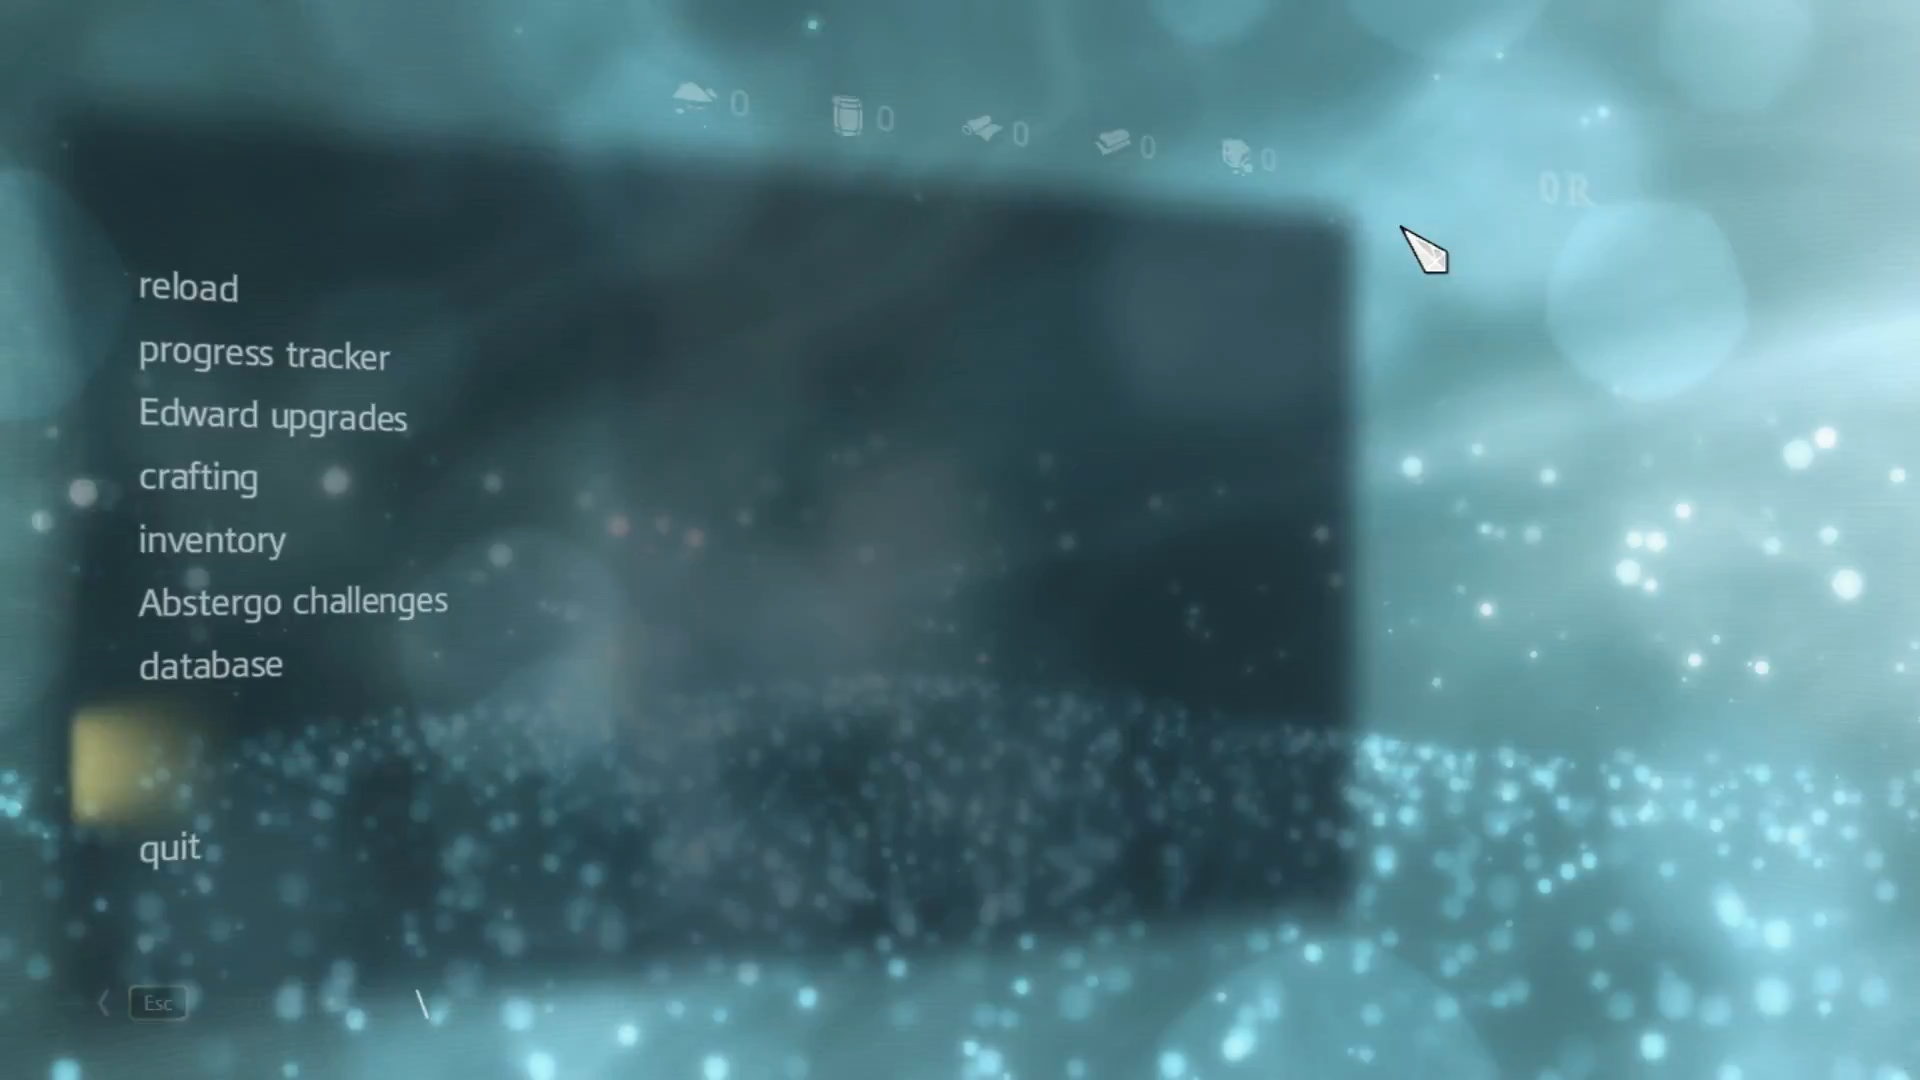 0 0 0 0 0
0 R
reload
progress tracker
Edward upgrades
crafting
inventory
Abstergo challenges
database
quit
Esc